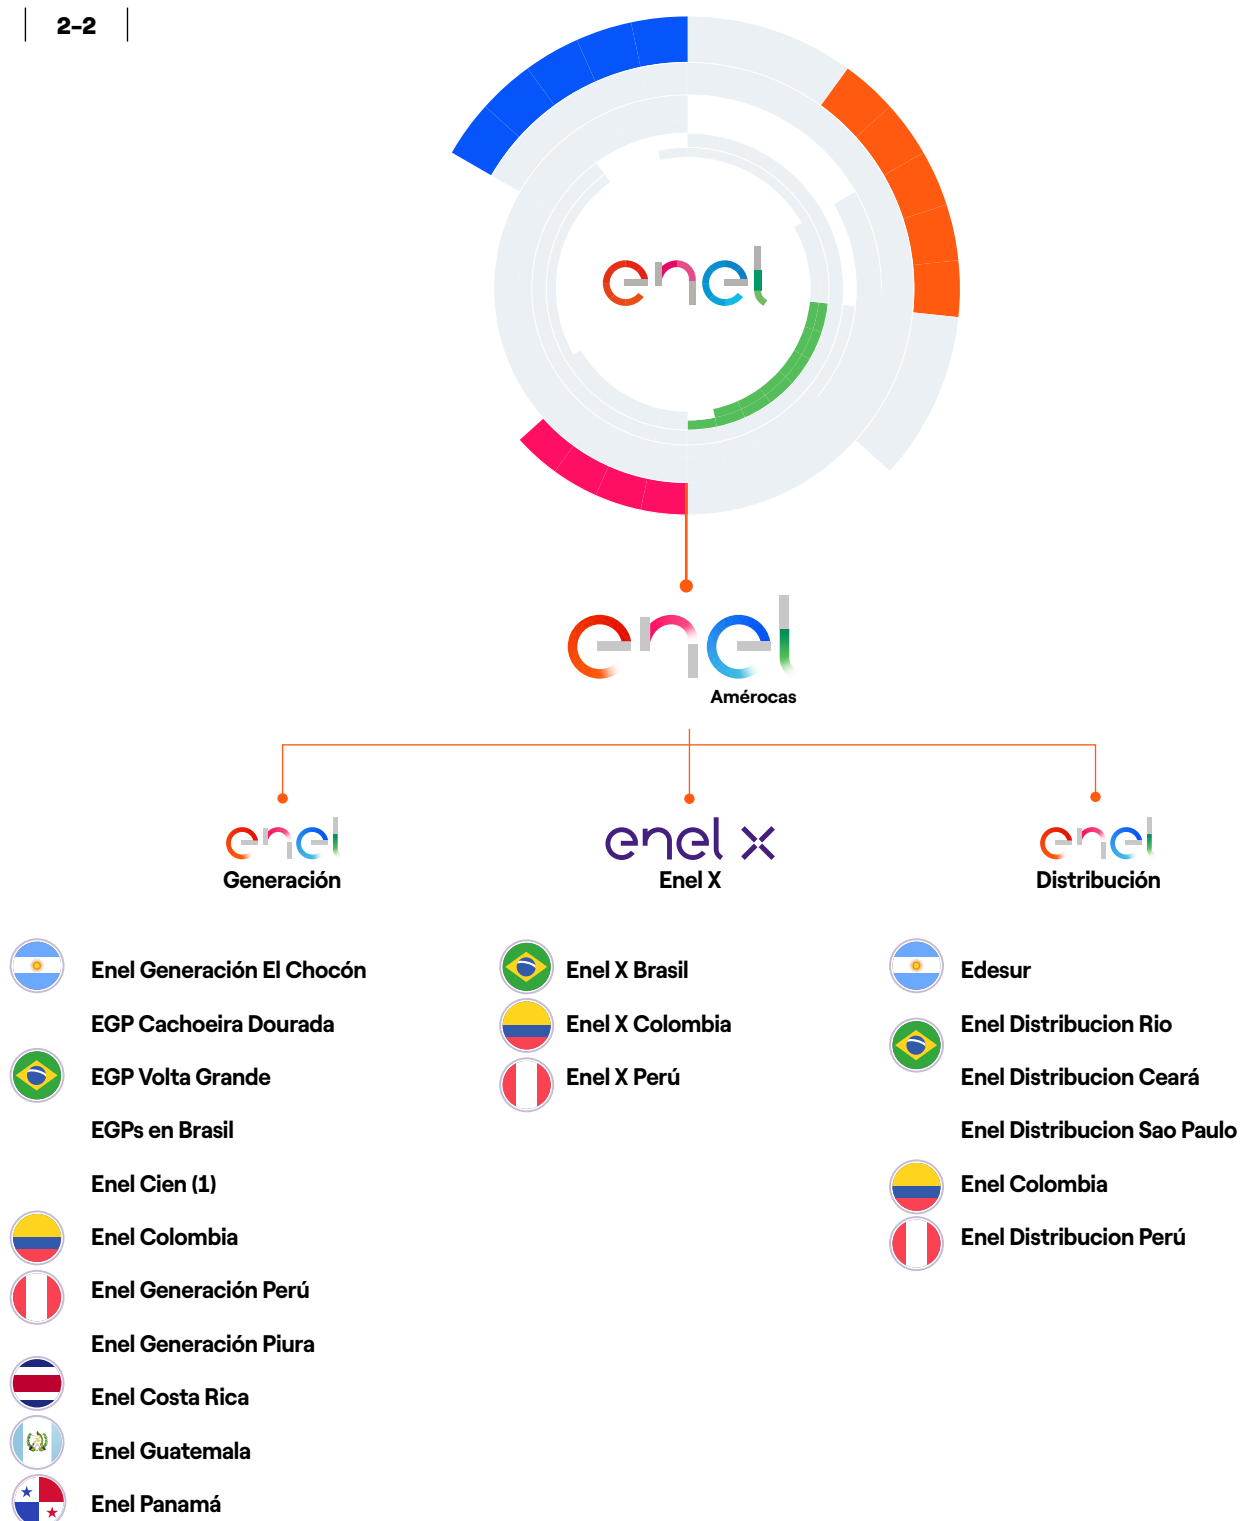 2-2
enel
enel
Amérocas
enel
Generación
enel x
Enel X
enel
Distribución
Enel Generación El Chocón
EGP Cachoeira Dourada
EGP Volta Grande
EGPs en Brasil
Enel Cien (1)
Enel Colombia
Enel Generación Perú
Enel Generación Piura
Enel Costa Rica
Enel Guatemala
Enel Panamá
Enel X Brasil
Enel X Colombia
Enel X Perú
Edesur
Enel Distribucion Rio
Enel Distribucion Ceará
Enel Distribucion Sao Paulo
Enel Colombia
Enel Distribucion Perú